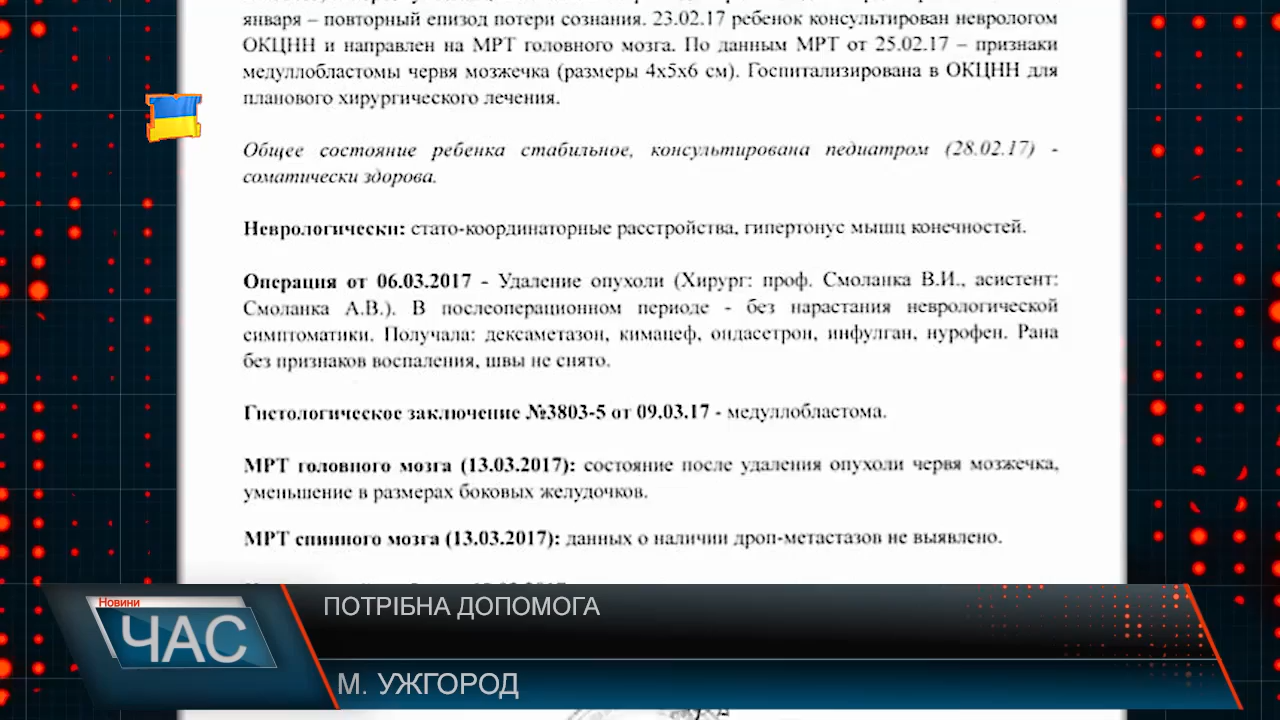 января – повторный епизод потери сознания. 23.02.17 ребенок консультирован неврологом
ОКЦНН и направлен на МРТ головного мозга. По данным МРТ от 25.02.17 – признаки
медуллобластомы червя мозжечка (размеры 4х5х6 см). Госпитализирована в ОКЦНН для
планового хирургического лечения.
Общее состояние ребенка стабильное, консультирована педиатром (28.02.17) -
соматически здорова.
Неврологически: стато-координаторные расстройства, гипертонус мышц конечностей.
Операция от 06.03.2017 - Удаление опухоли (Хирург: проф. Смоланка В.И., асистент:
Смоланка А.В.). В послеоперационном периоде - без нарастания неврологической
симптоматики. Получала: дексаметазон, кимацеф, ондасетрон, инфулган, нурофен. Рана
без признаков воспаления, швы не снято.
Гистологическое заключение №3803-5 от 09.03.17 - медуллобластома.
МРТ головного мозга (13.03.2017): состояние после удаления опухоли червя мозжечка,
уменьшение в размерах боковых желудочков.
МРТ спинного мозга (13.03.2017): данных о наличии дроп-метастазов не выявлено.
Новини
ЧАС
ПОТРІБНА ДОПОМОГА
М. УЖГОРОД